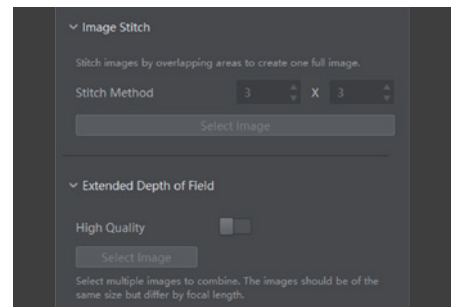 Image Stitch
Stitch images by overlapping areas to create one full image.
Stitch Method 3 X 3
Select Image
Extended Depth of Field
High Quality
Select Image
Select multiple images to combine. The images should be of the
same size but differ by focal length.